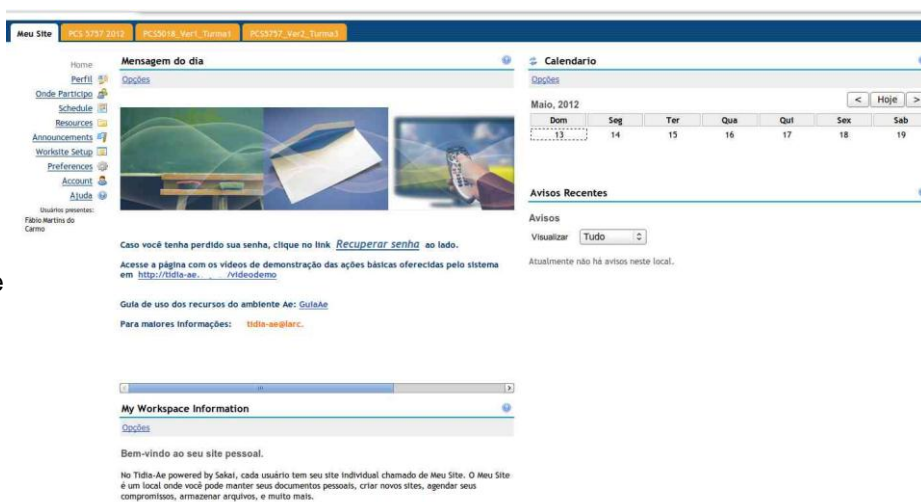 Meu Site PCS 5757 2012 PCS5018_Ver1_Turma1 PCS5757_Ver2_Turma3
Home
Perfil
Onde Participo
Schedule
Resources
Announcements
Worksite Setup
Preferences
Account
Ajuda
Usuários presentes:
Fábio Martins do
Carmo
e
Mensagem do dia
Opções
Caso você tenha perdido sua senha, clique no link Recuperar senha ao lado.
Acesse a página com os vídeos de demonstração das ações básicas oferecidas pelo sistema
em http://tidia-ae. /videodemo
Guia de uso dos recursos do ambiente Ae: GuiaAe
Para maiores informações: tidia-ae@larc.
My Workspace Information
Opções
Bem-vindo ao seu site pessoal.
No Tidia-Ae powered by Sakai, cada usuário tem seu site individual chamado de Meu Site. O Meu Site
é um local onde você pode manter seus documentos pessoais, criar novos sites, agendar seus
compromissos, armazenar arquivos, e muito mais.
Calendario
Opções
Maio, 2012 < Hoje >
Dom Seg Ter Qua Qui Sex Sab
13 14 15 16 17 18 19
Avisos Recentes
Avisos
Visualizar Tudo
Atualmente não há avisos neste local.